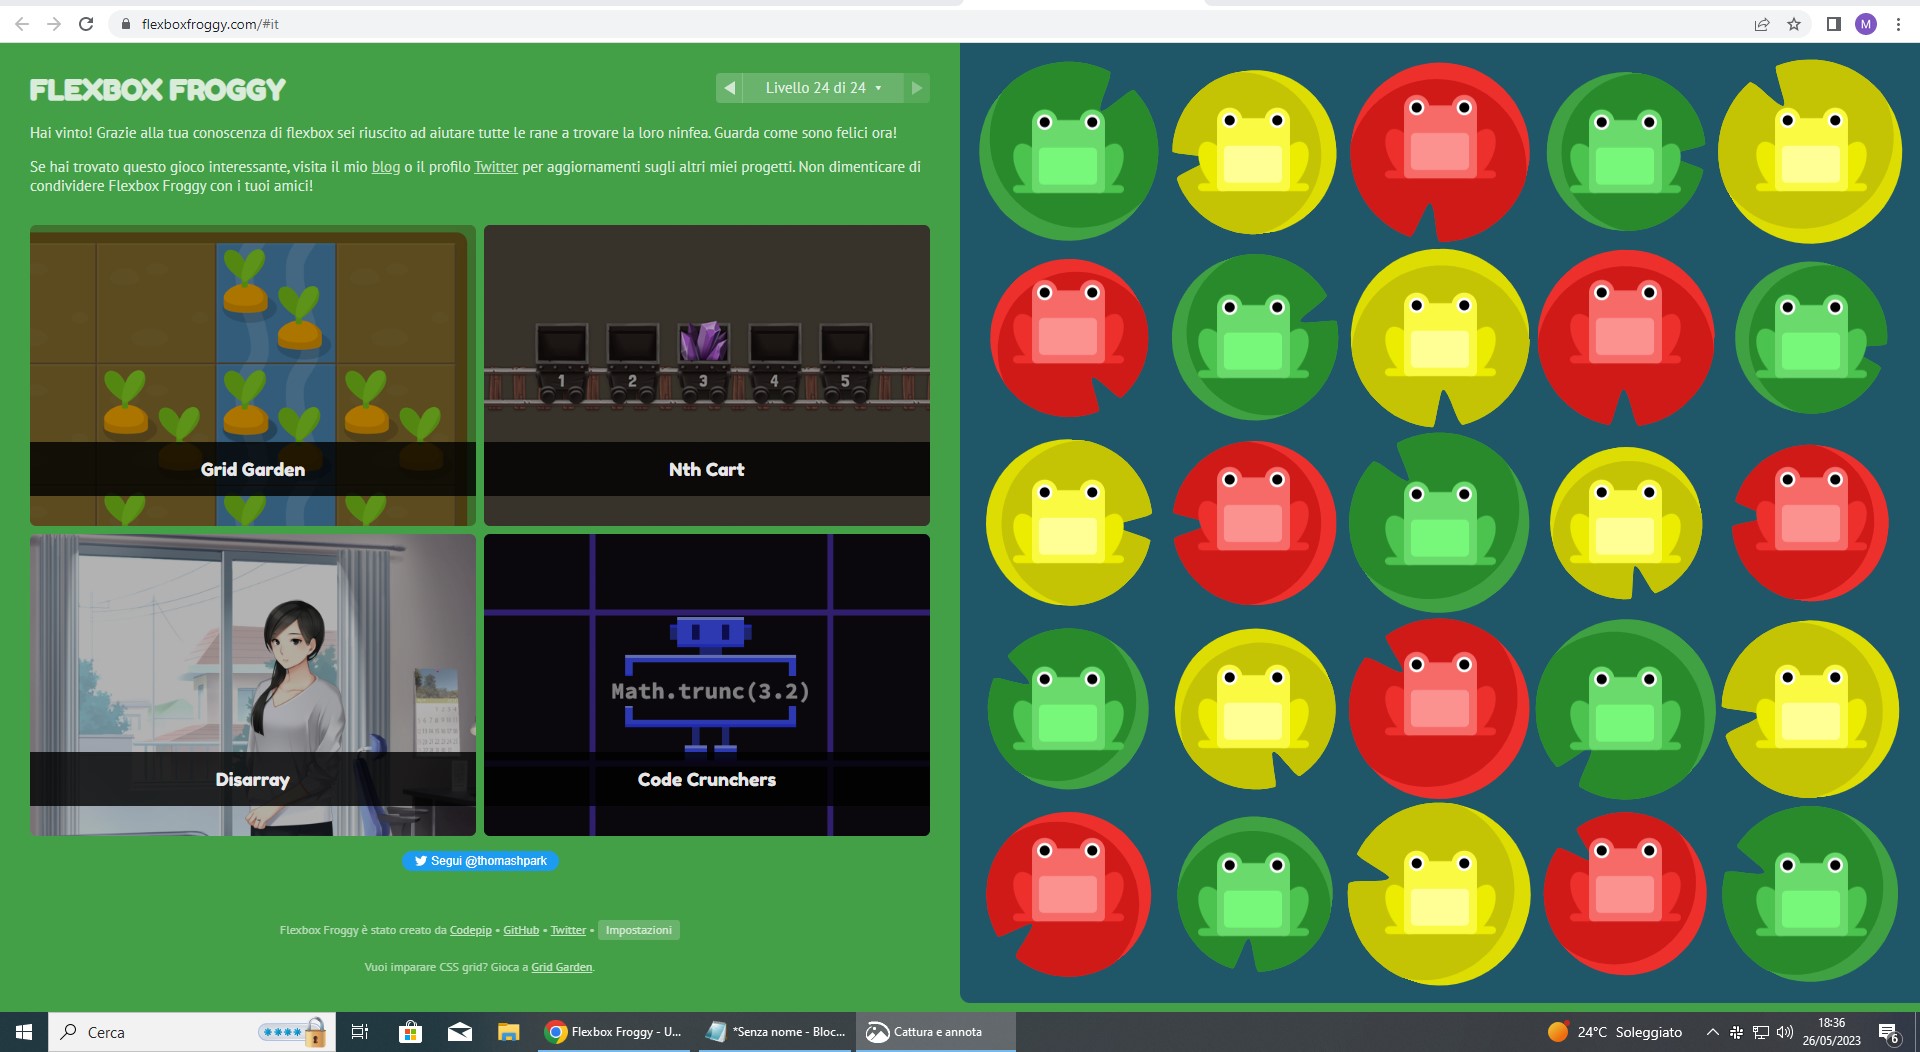 flexboxfroggy.com/#it
M
FLEXBOX FROGGY
Livello 24 di 24
Hai vinto! Grazie alla tua conoscenza di flexbox sei riuscito ad aiutare tutte le rane a trovare la loro ninfea. Guarda come sono felici ora!
Se hai trovato questo gioco interessante, visita il mio blog o il profilo Twitter per aggiornamenti sugli altri miei progetti. Non dimenticare di
condividere Flexbox Froggy con i tuoi amici!
Grid Garden
1 2 3 4 5
Nth Cart
Disarray
Math.trunc(3.2)
Code Crunchers
Segui @thomashpark
Flexbox Froggy è stato creato da Codepip • GitHub • Twitter • Impostazioni
Vuoi imparare CSS grid? Gioca a Grid Garden.
Cerca
Flexbox Froggy - U...
*Senza nome - Bloc...
Cattura e annota
24°C Soleggiato
18:36
26/05/2023
6